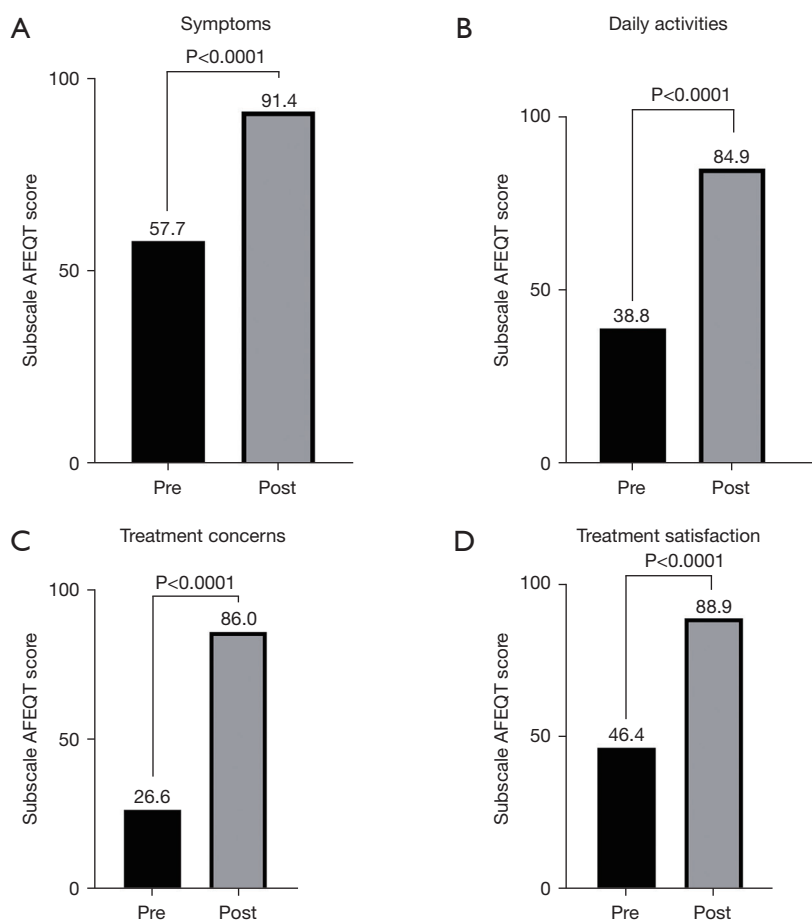 A
Symptoms
P<0.0001
100
91.4
57.7
50
0
Subscale AFEQT score
Pre
Post
B
Daily activities
P<0.0001
100
84.9
50
38.8
0
Subscale AFEQT score
Pre
Post
C
Treatment concerns
P<0.0001
100
86.0
50
26.6
0
Subscale AFEQT score
Pre
Post
D
Treatment satisfaction
P<0.0001
100
88.9
50
46.4
0
Subscale AFEQT score
Pre
Post